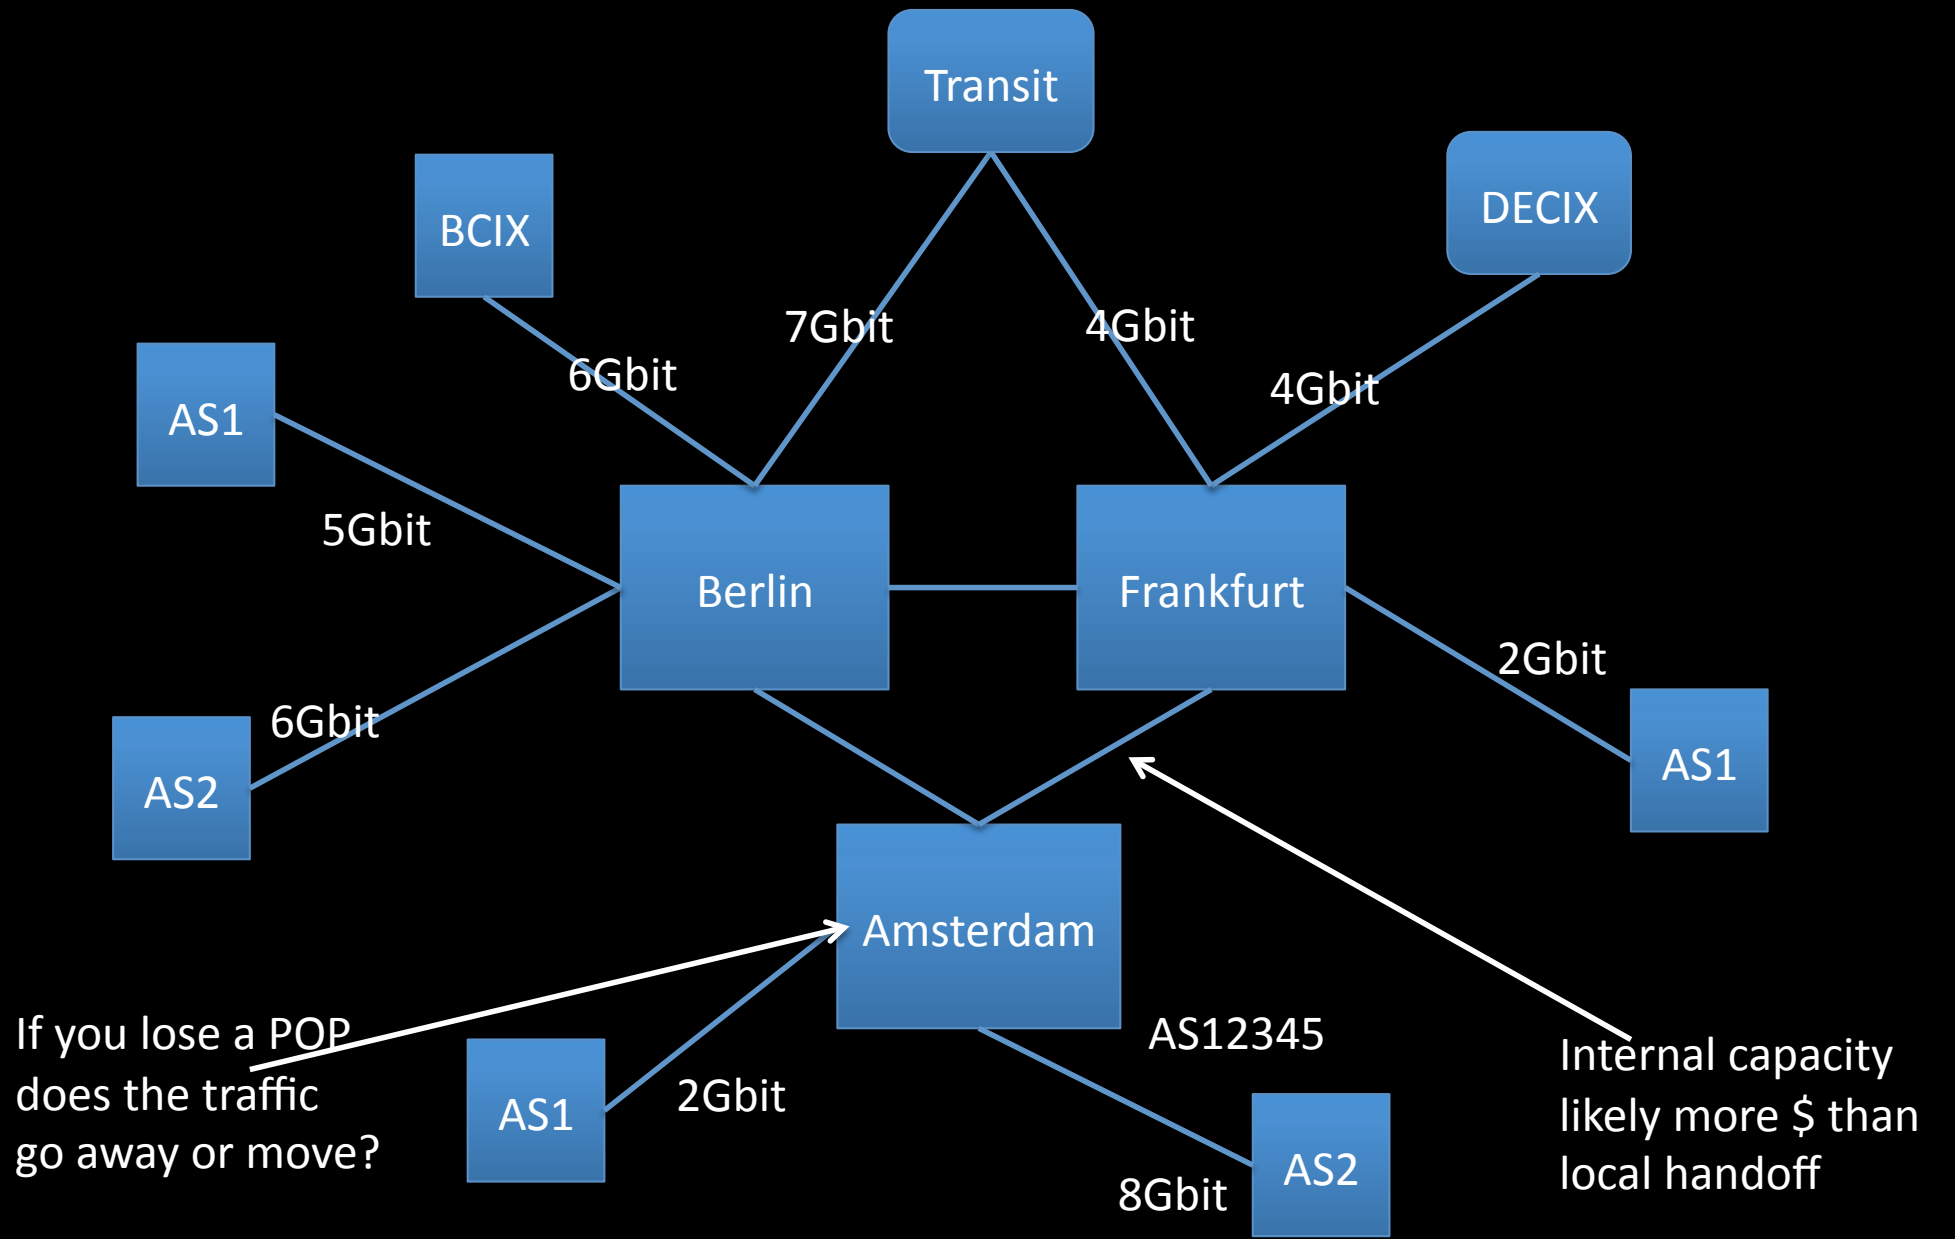 Transit
DECIX
BCIX
7Gbit
4Gbit
6Gbit
4Gbit
AS1
5Gbit
Berlin
Frankfurt
2Gbit
6Gbit
AS1
AS2
Amsterdam
If you lose a POP
does the traffic
go away or move?
AS12345
Internal capacity
likely more $ than
local handoff
AS1
2Gbit
AS2
8Gbit